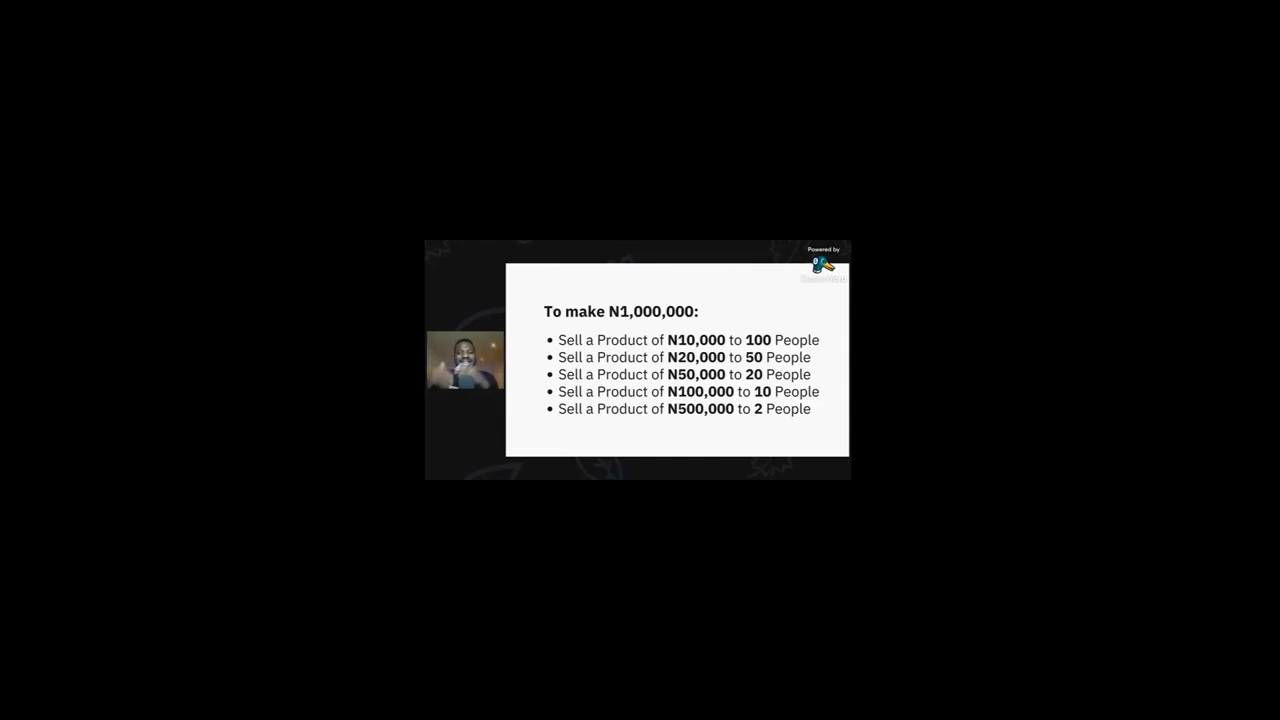 Powered by
To make N1,000,000:
• Sell a Product of N10,000 to 100 People
• Sell a Product of N20,000 to 50 People
• Sell a Product of N50,000 to 20 People
• Sell a Product of N100,000 to 10 People
• Sell a Product of N500,000 to 2 People